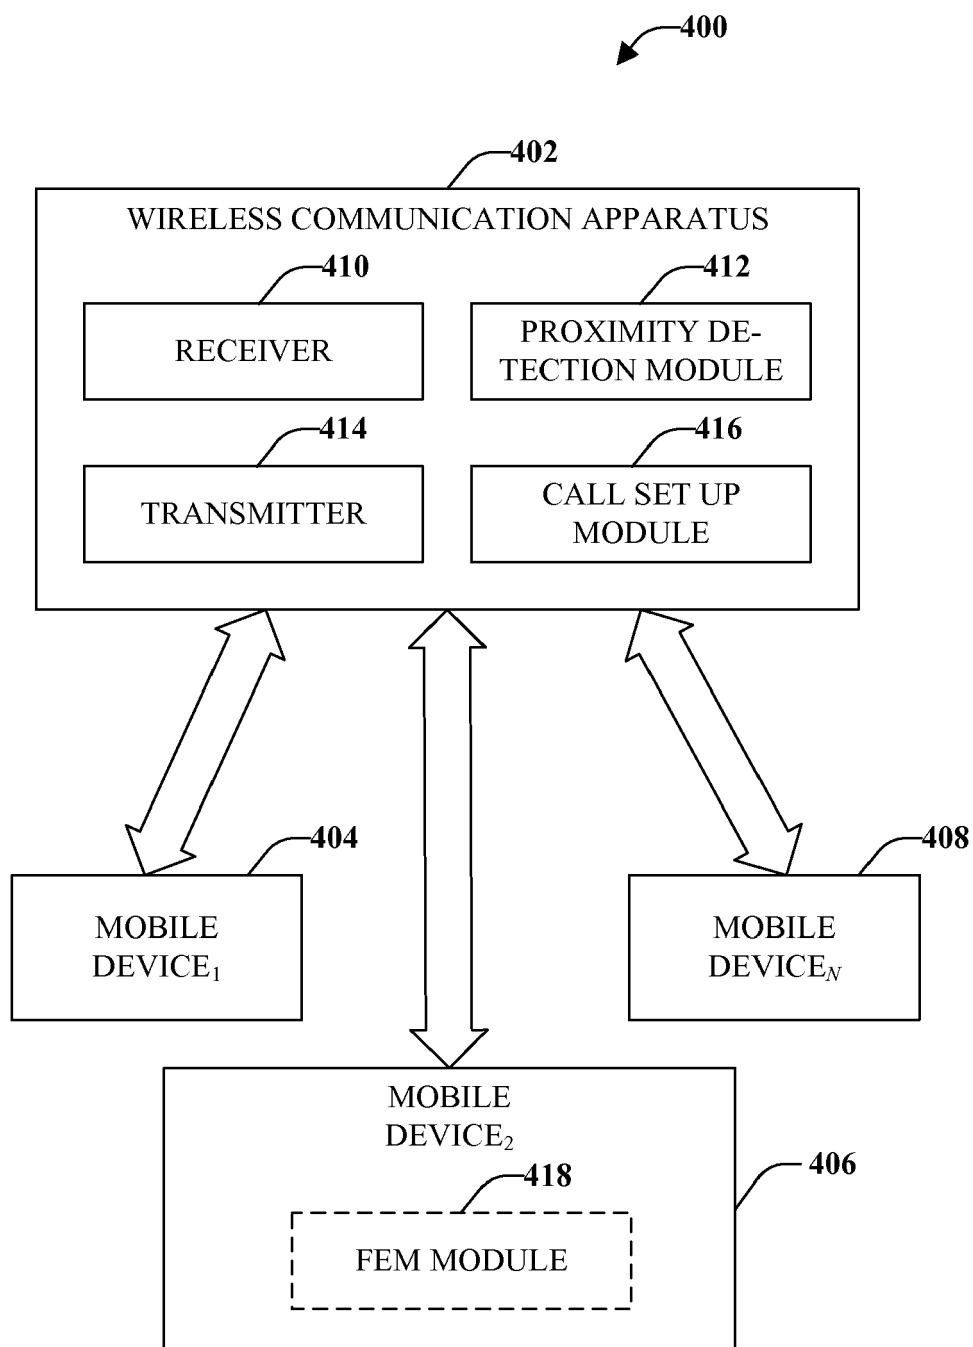 400
402
WIRELESS COMMUNICATION APPARATUS
410
412
RECEIVER
PROXIMITY DE-
TECTION MODULE
414
416
TRANSMITTER
CALL SET UP
MODULE
404
408
MOBILE
DEVICE1
MOBILE
DEVICEN
MOBILE
DEVICE2
406
418
FEM MODULE